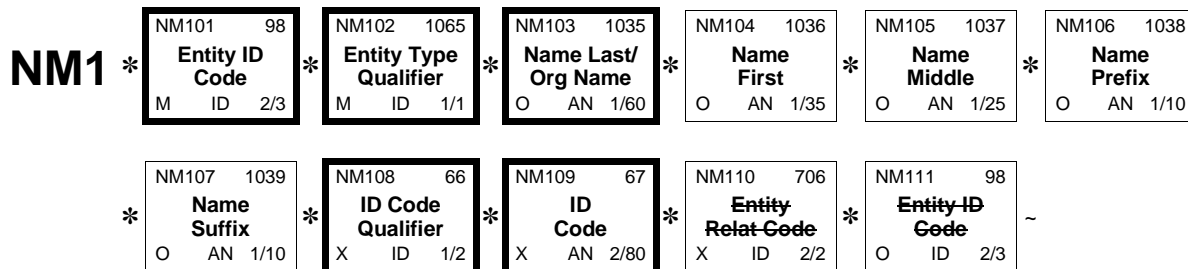 NM101 98 NM102 1065 NM103 1035 NM104 1036 NM105 1037 NM106 1038
NM1 * Entity ID Code * Entity Type Qualifier * Name Last/ Org Name * Name First * Name Middle * Name Prefix
M ID 2/3 M ID 1/1 O AN 1/60 O AN 1/35 O AN 1/25 O AN 1/10
NM107 1039 NM108 66 NM109 67 NM110 706 NM111 98
* Name Suffix * ID Code Qualifier * ID Code * Entity Relat Code * Entity ID Code ~
O AN 1/10 X ID 1/2 X AN 2/80 X ID 2/2 O ID 2/3